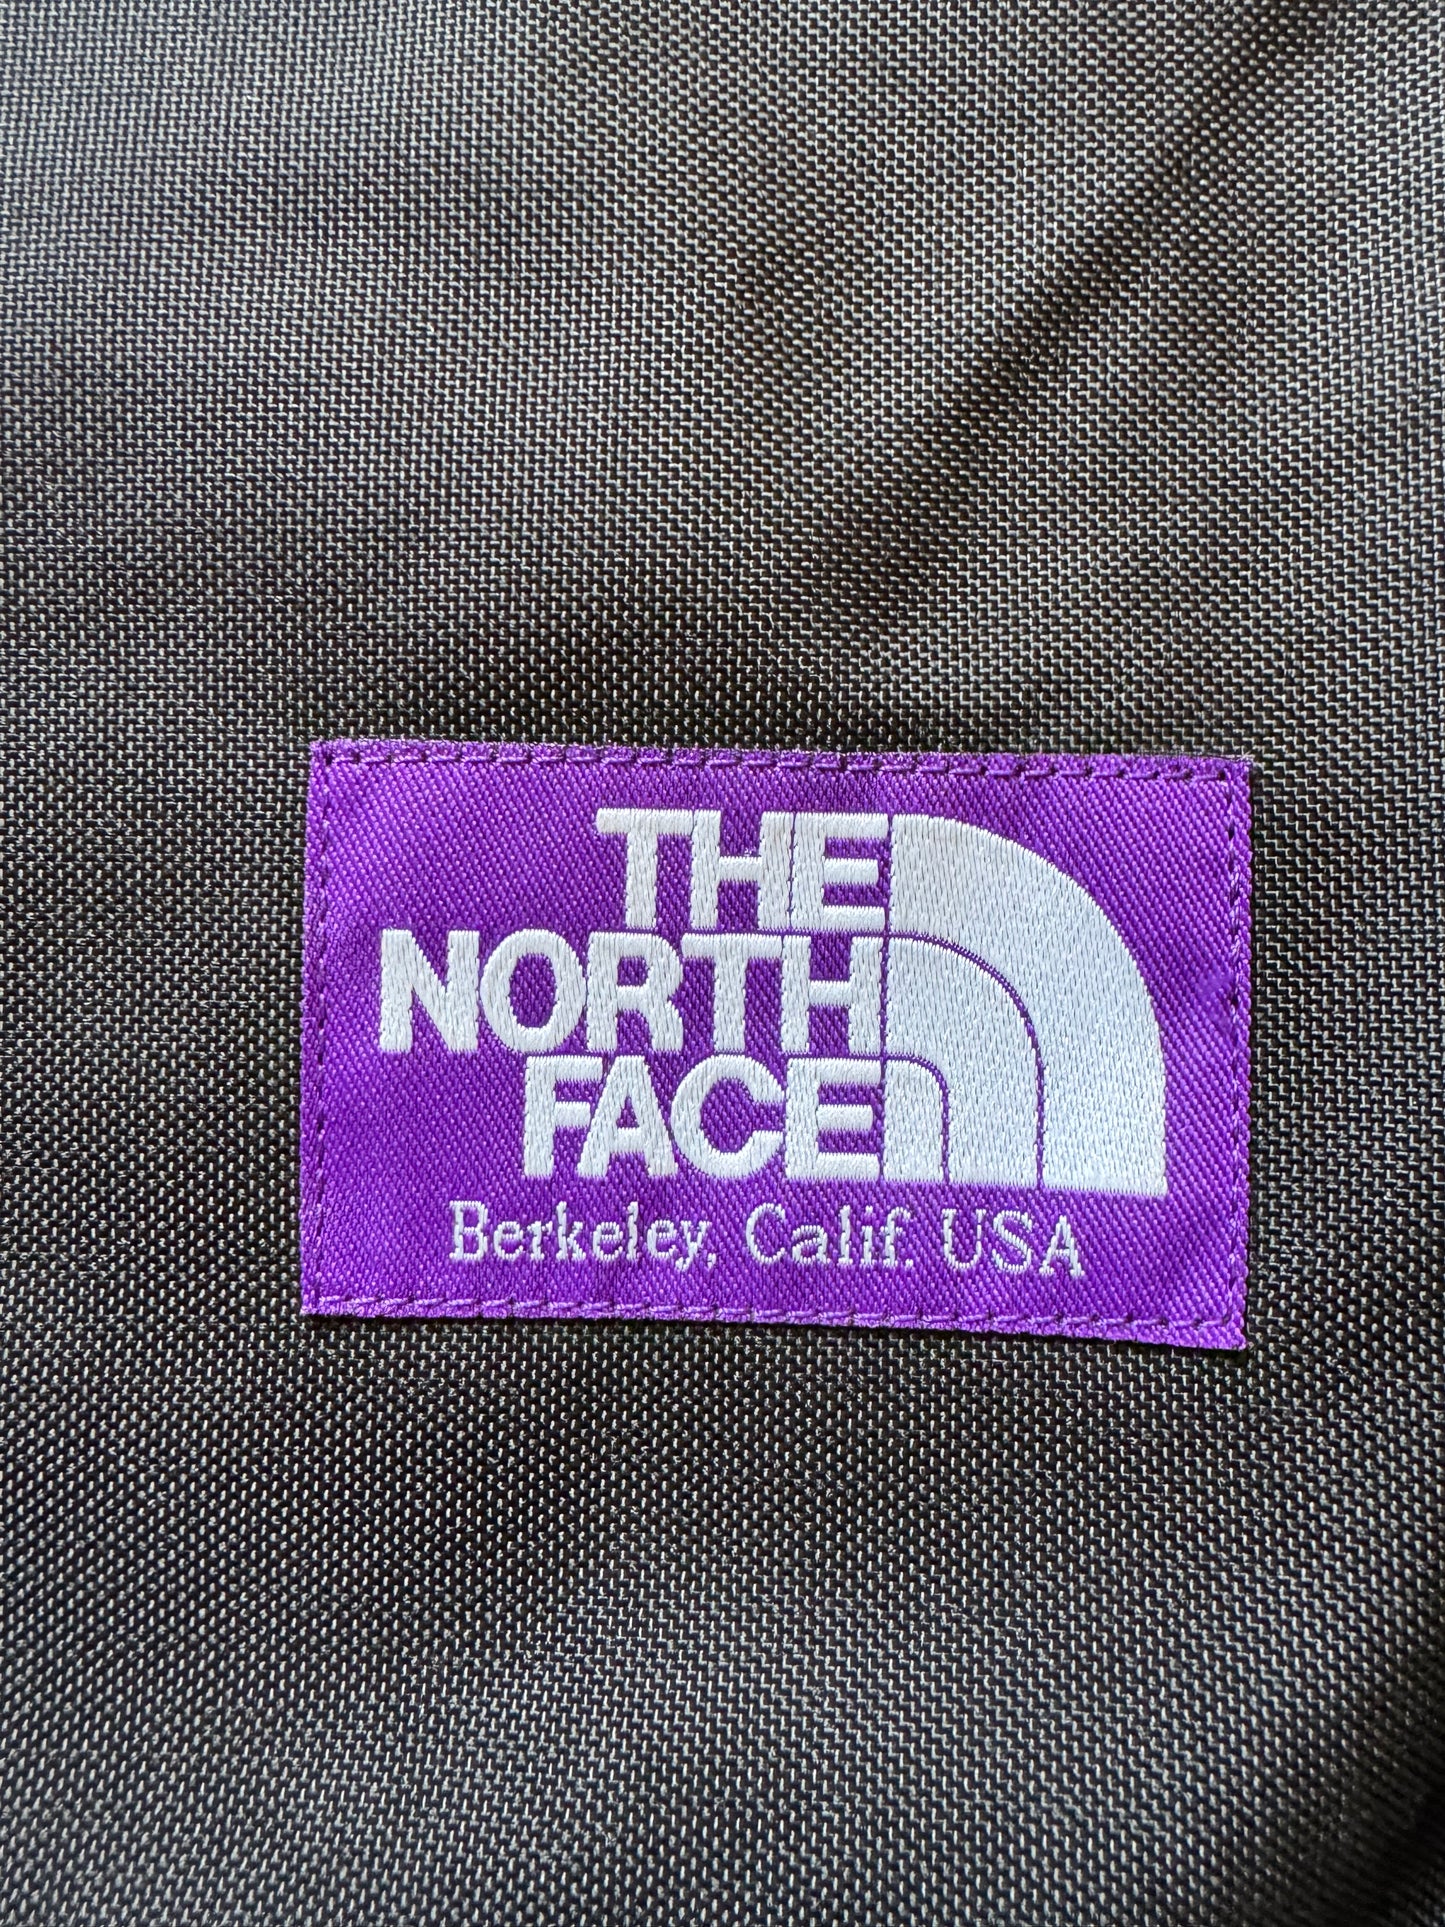 THE
NORTH
FACE
Berkeley, Calif. USA